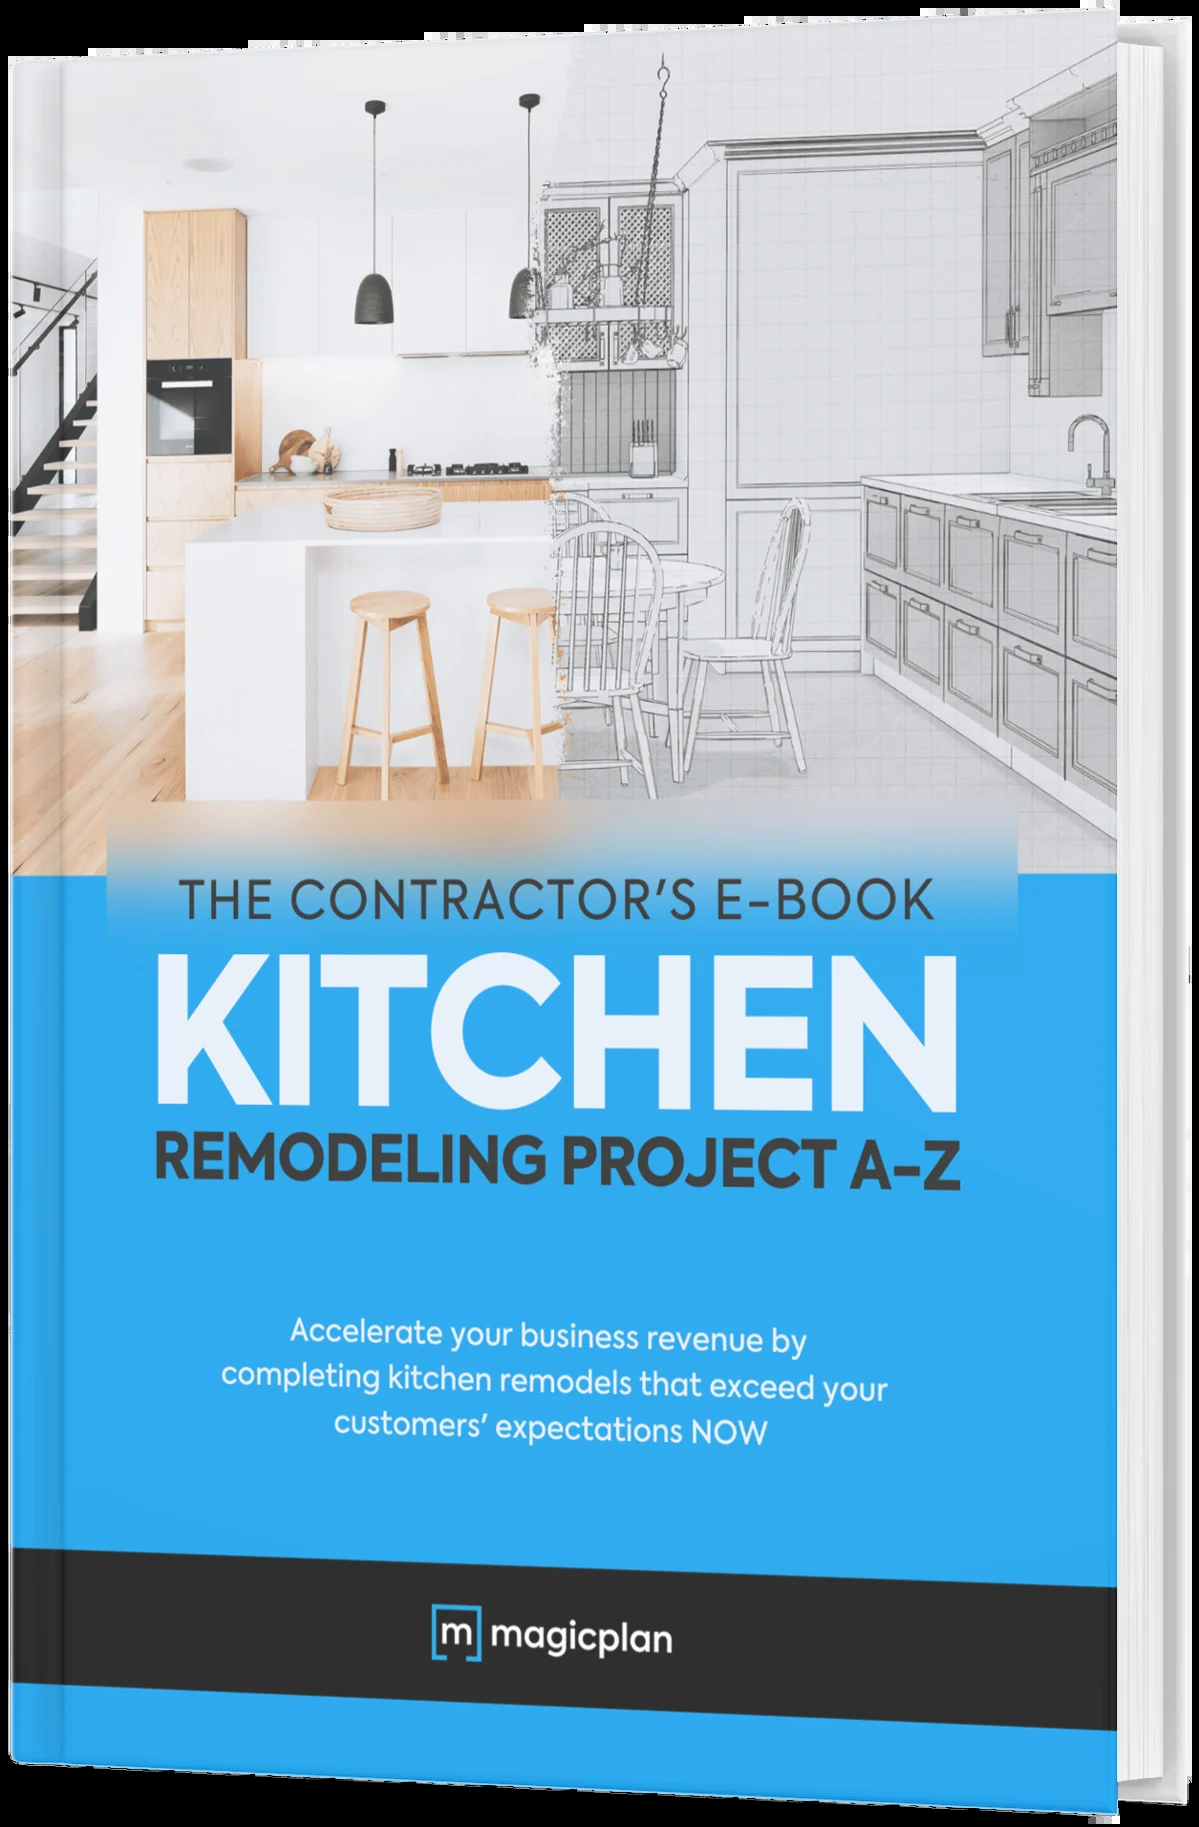 THE CONTRACTOR’S E-BOOK
KITCHEN
REMODELING PROJECT A-Z
Accelerate your business revenue by
completing kitchen remodels that exceed your
customers’ expectations NOW
[m] magicplan